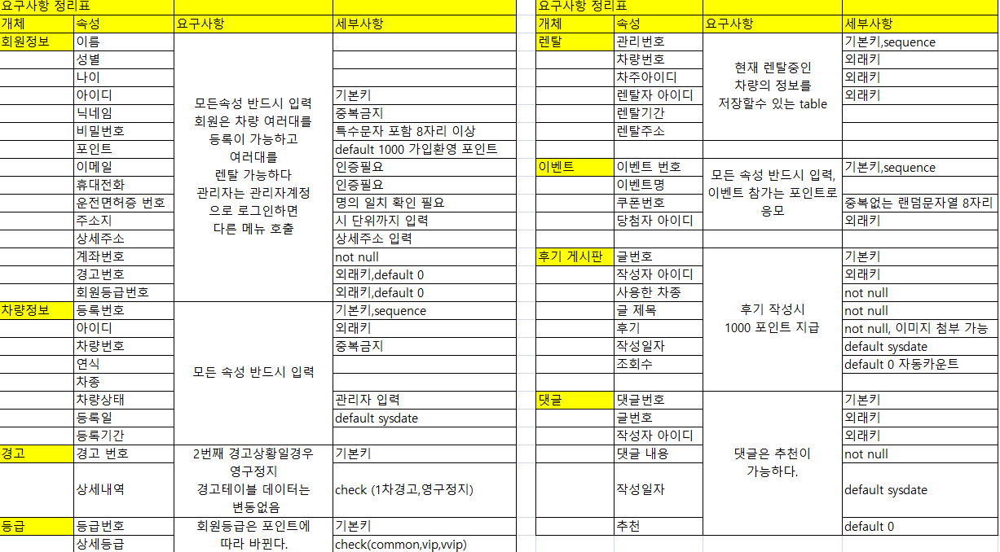 요구사항 정리표
개체 속성 요구사항 세부사항
회원정보 이름
성별
나이
아이디 기본키
닉네임 중복금지
비밀번호 특수문자 포함 8자리 이상
포인트 default 1000 가입환영 포인트
이메일 인증필요
휴대전화 인증필요
운전면허증 번호 명의 일치 확인 필요
주소지 시 단위까지 입력
상세주소 상세주소 입력
계좌번호 not null
경고번호 외래키,default 0
회원등급번호 외래키,default 0
모든속성 반드시 입력
회원은 차량 여러대를
등록이 가능하고
여러대를
렌탈 가능하다
관리자는 관리자계정
으로 로그인하면
다른 메뉴 호출
차량정보 등록번호 기본키,sequence
아이디 외래키
차량번호 중복금지
연식
차종
차량상태 관리자 입력
등록일 default sysdate
등록기간
모든 속성 반드시 입력
경고 경고 번호 기본키
상세내역 check (1차경고,영구정지)
2번째 경고상황일경우
영구정지
경고테이블 데이터는
변동없음
등급 등급번호 기본키
상세등급 check(common,vip,vvip)
회원등급은 포인트에
따라 바뀐다.
요구사항 정리표
개체 속성 요구사항 세부사항
렌탈 관리번호 기본키,sequence
차량번호 외래키
차주아이디 외래키
렌탈자 아이디 외래키
렌탈기간
렌탈주소
현재 렌탈중인
차량의 정보를
저장할수 있는 table
이벤트 이벤트 번호 기본키,sequence
이벤트명
쿠폰번호 중복없는 랜덤문자열 8자리
당첨자 아이디 외래키
모든 속성 반드시 입력,
이벤트 참가는 포인트로
응모
후기 게시판 글번호 기본키
작성자 아이디 외래키
사용한 차종 not null
글 제목 not null
후기 not null, 이미지 첨부 가능
작성일자 default sysdate
조회수 default 0 자동카운트
후기 작성시
1000 포인트 지급
댓글 댓글번호 기본키
글번호 외래키
작성자 아이디 외래키
댓글 내용 not null
작성일자 default sysdate
추천 default 0
댓글은 추천이
가능하다.